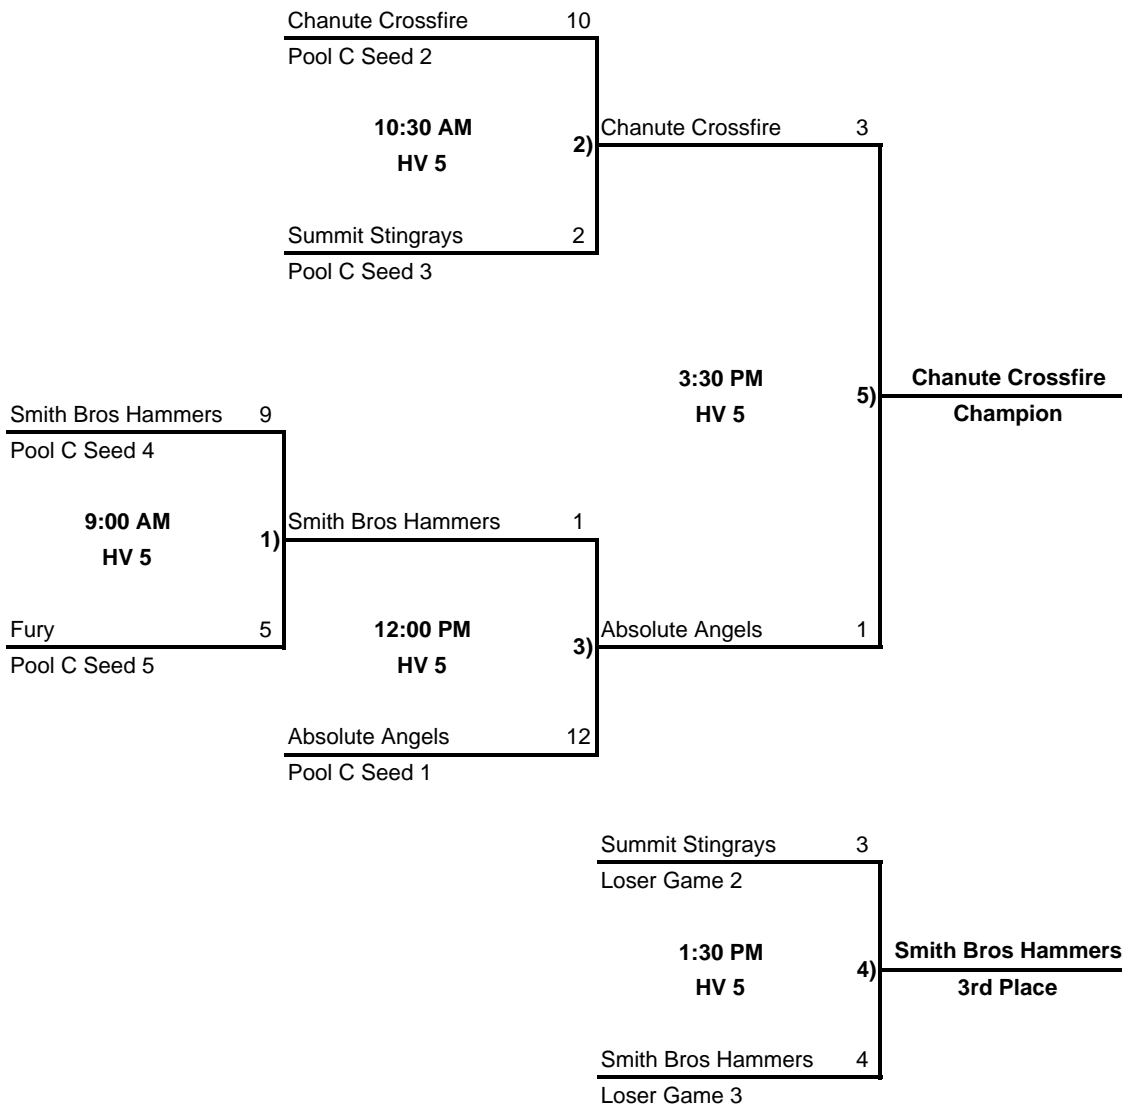 Chanute Crossfire 10
Pool C Seed 2
10:30 AM
HV 5
2)
Chanute Crossfire 3
Summit Stingrays 2
Pool C Seed 3
3:30 PM
HV 5
5)
Chanute Crossfire
Champion
Smith Bros Hammers 9
Pool C Seed 4
9:00 AM
HV 5
1)
Smith Bros Hammers 1
Fury 5
Pool C Seed 5
12:00 PM
HV 5
3)
Absolute Angels 1
Absolute Angels 12
Pool C Seed 1
Summit Stingrays 3
Loser Game 2
1:30 PM
HV 5
4)
Smith Bros Hammers
3rd Place
Smith Bros Hammers 4
Loser Game 3